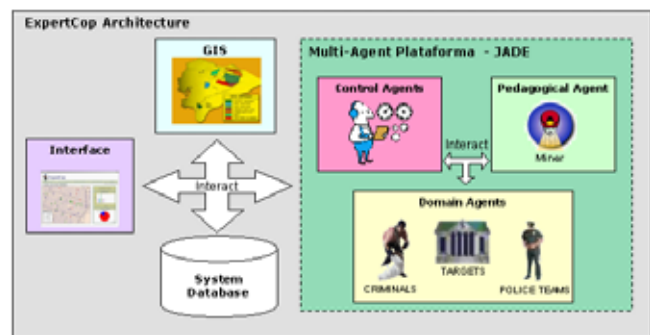 ExpertCop Architecture
GIS
Multi-Agent Plataforma - JADE
Control Agents
Pedagogical Agent
Interface
Interact
Miner
Interact
Domain Agents
System
Database
TARGETS
CRIMINALS
POLICE TEAMS